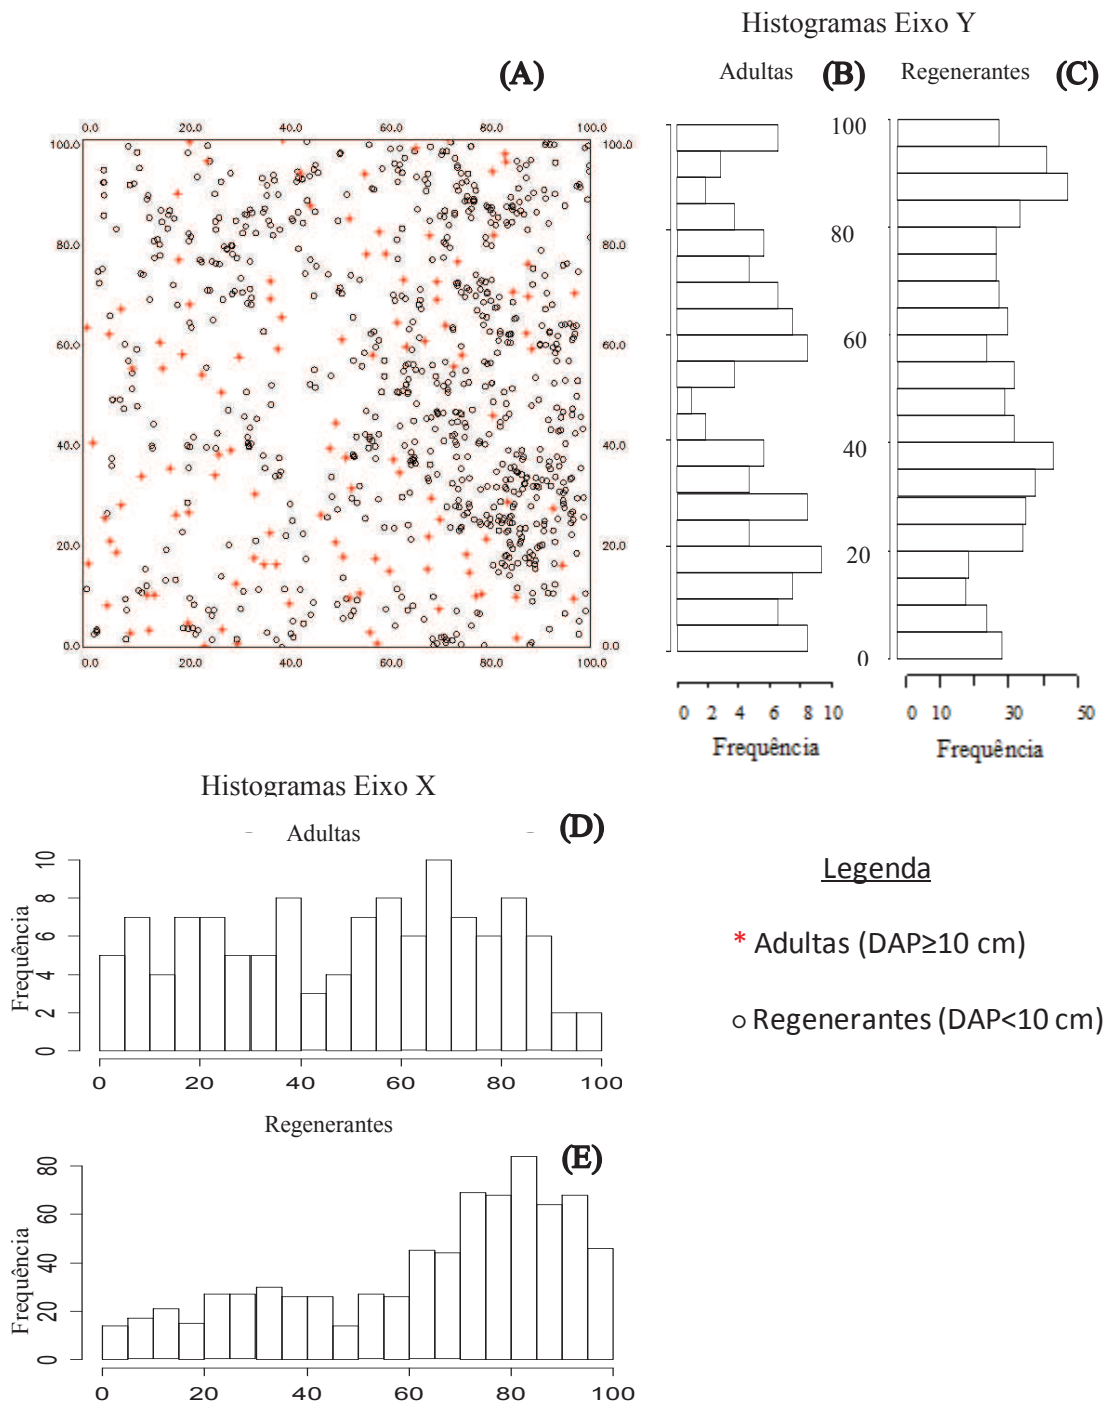 Histogramas Eixo Y
(A)
Adultas
(B)
Regenerantes
(C)
0.0 20.0 40.0 60.0 80.0 100.0
100.0 100.0
80.0 80.0
60.0 60.0
40.0 40.0
20.0 20.0
0.0 0.0
0.0 20.0 40.0 60.0 80.0 100.0
100
80
60
40
20
0
0 2 4 6 8 10
Frequência
0 10 30 50
Frequência
Histogramas Eixo X
Adultas
(D)
Frequência
10
8
6
4
2
0
0 20 40 60 80 100
Regenerantes
(E)
Frequência
80
60
40
20
0
0 20 40 60 80 100
Legenda
* Adultas (DAP≥10 cm)
○ Regenerantes (DAP<10 cm)